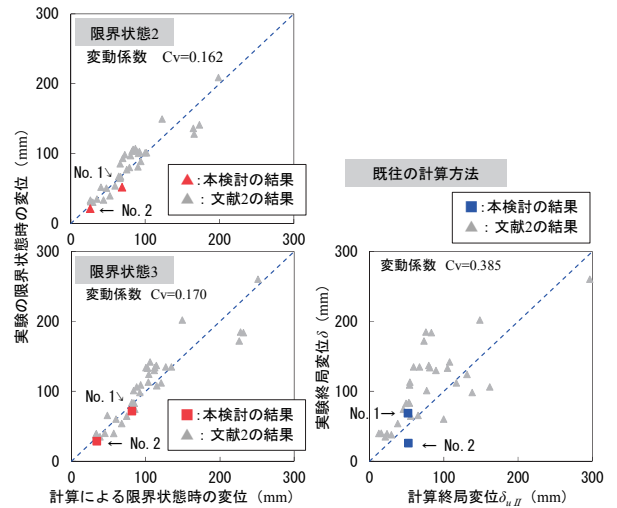 限界状態2
変動係数 Cv=0.162
300
200
100
0
No. 1
No. 2
:本検討の結果
:文献2の結果
0
100
200
300
実験の限界状態時の変位 (mm)
限界状態3
変動係数 Cv=0.170
300
200
100
0
No. 1
No. 2
:本検討の結果
:文献2の結果
0
100
200
300
計算による限界状態時の変位 (mm)
既往の計算方法
:本検討の結果
:文献2の結果
変動係数 Cv=0.385
300
200
100
0
No. 1
No. 2
0
100
200
300
実験終局変位δ (mm)
計算終局変位δuⅡ (mm)